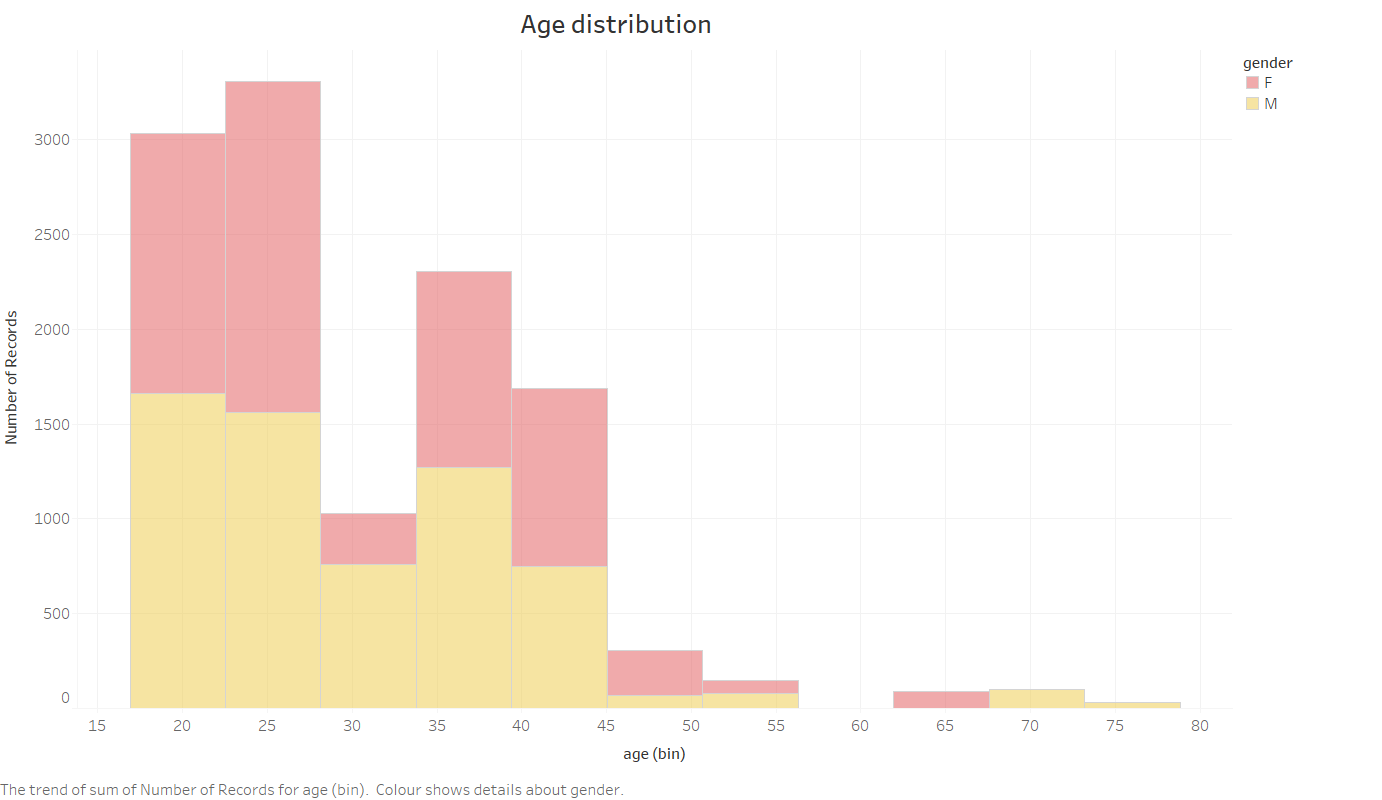 Age distribution
gender
F
M
3000
2500
2000
1500
1000
500
0
Number of Records
15 20 25 30 35 40 45 50 55 60 65 70 75 80
age (bin)
The trend of sum of Number of Records for age (bin). Colour shows details about gender.